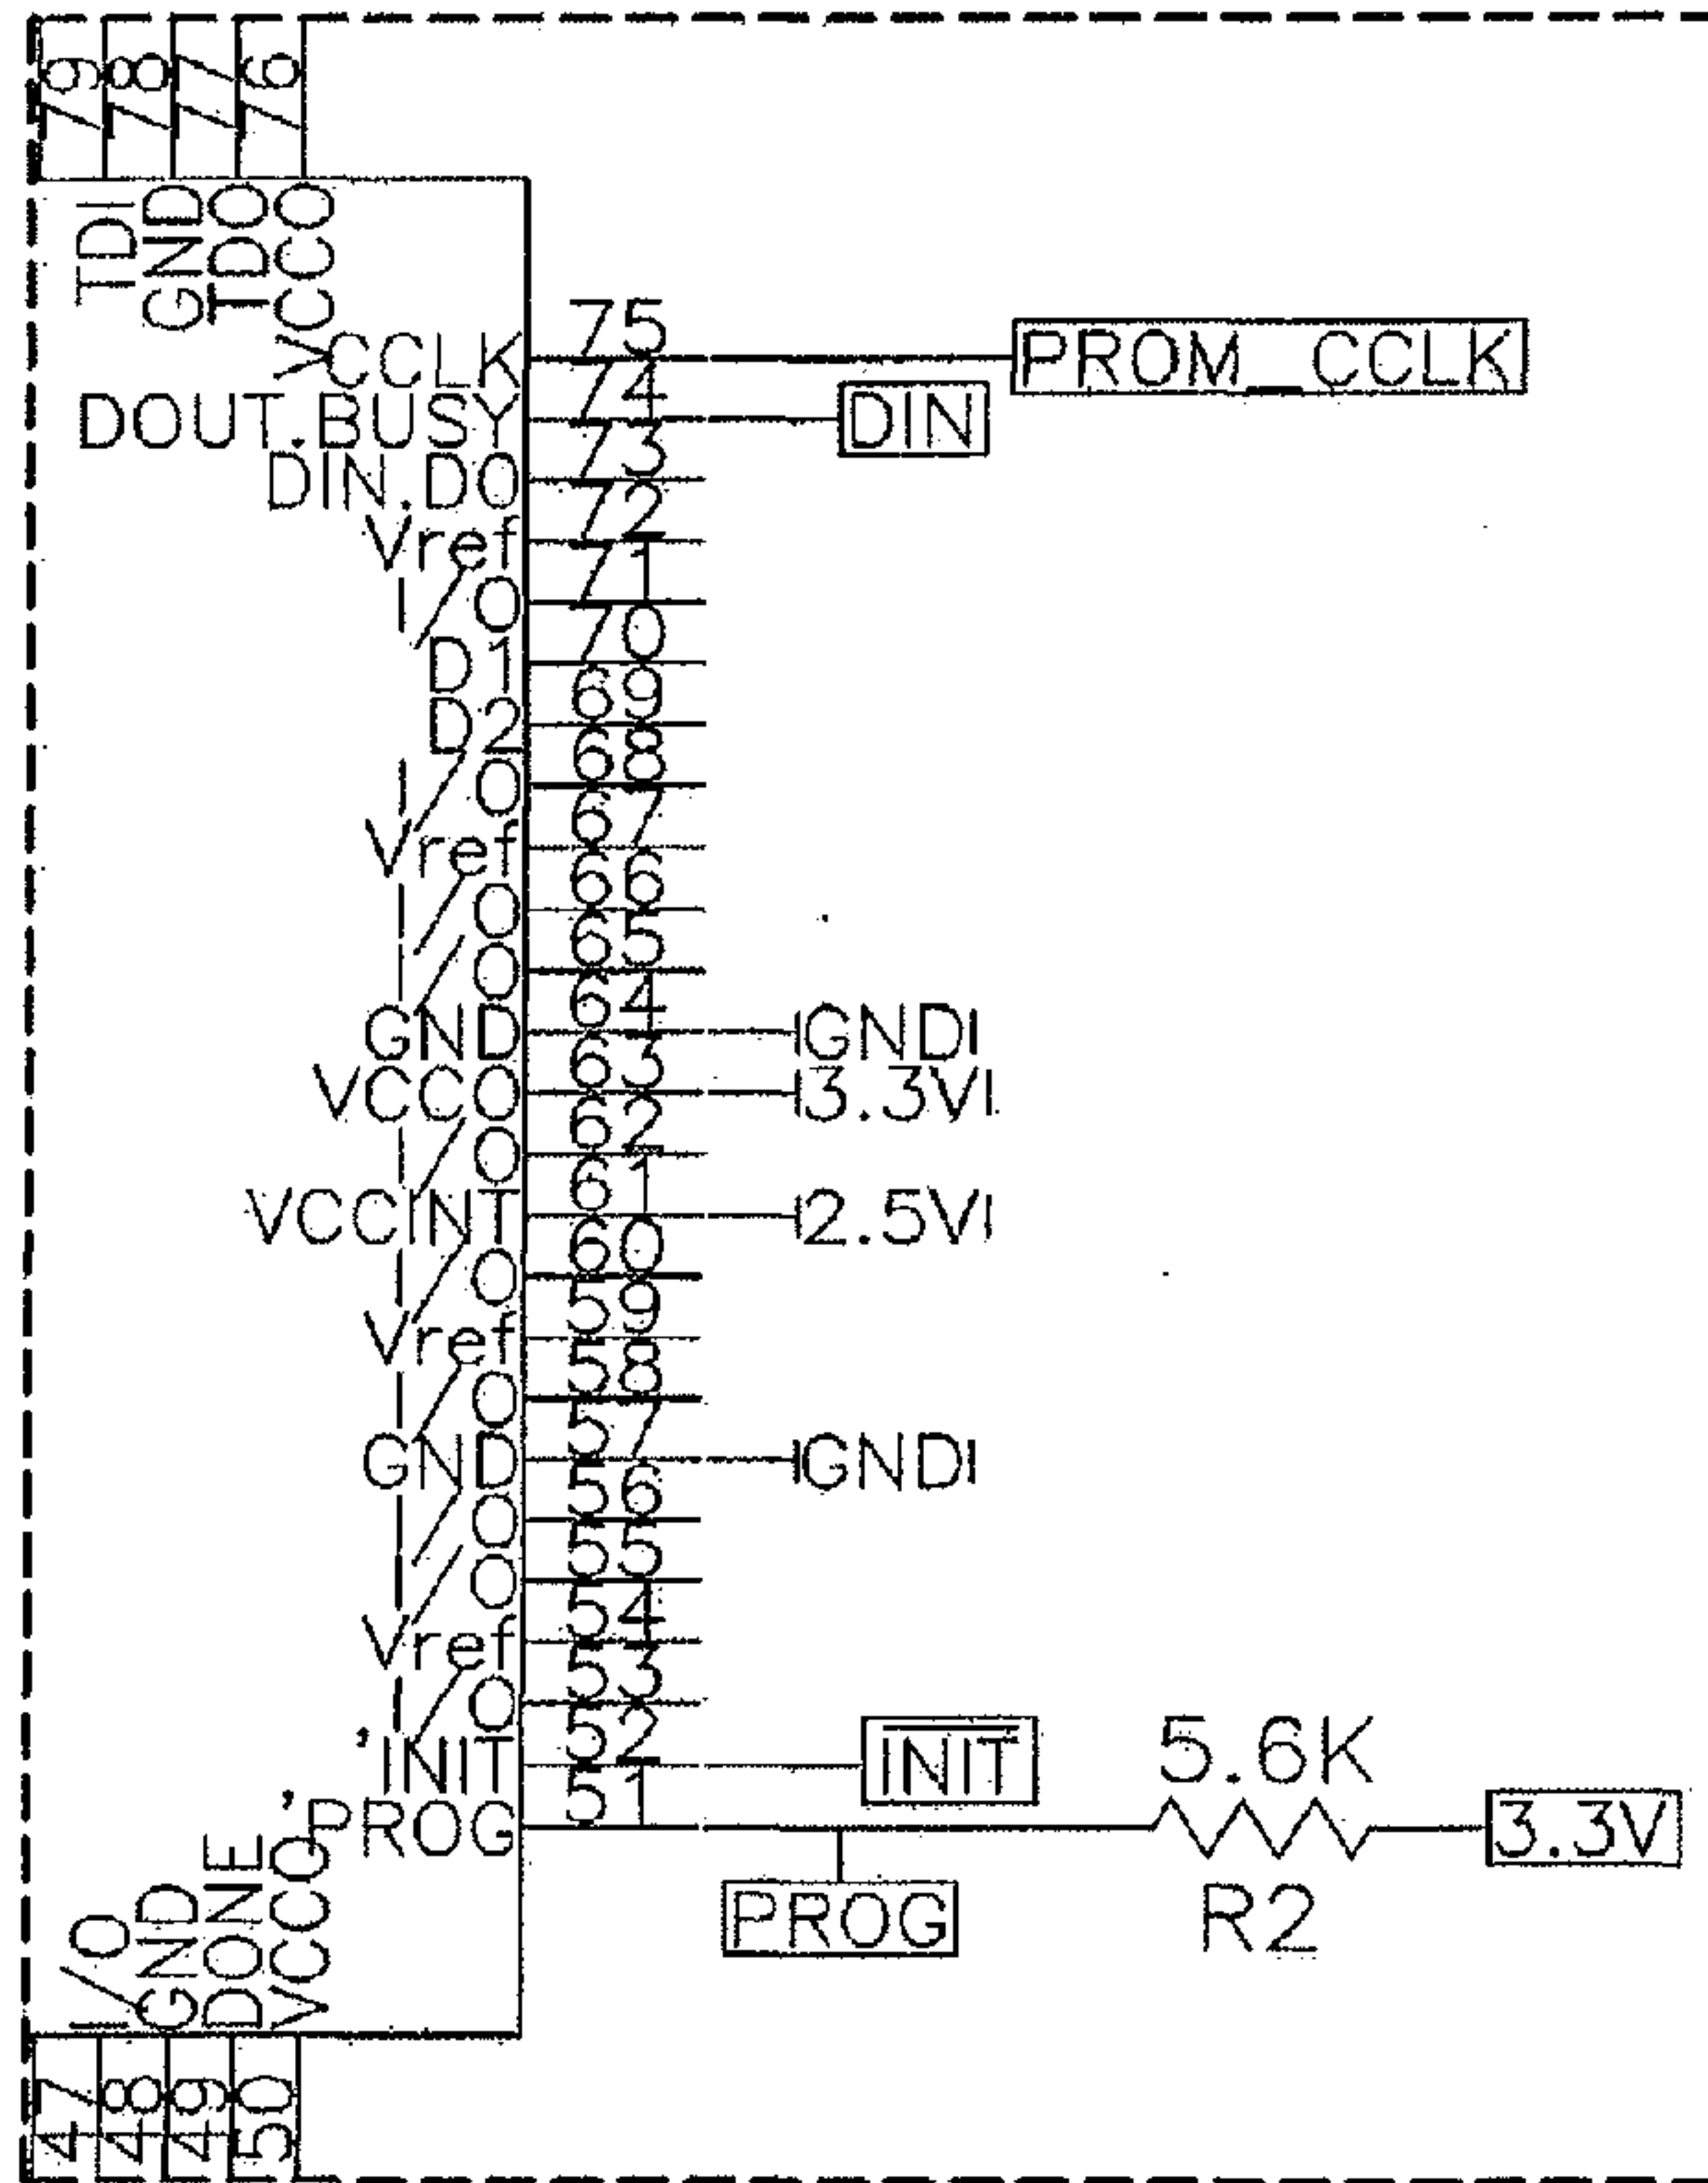 79 78 77 76
TDI GND TDO VCCO
CCLK 75 PROM_CCLK
DOUT.BUSY 74 DIN
DIN.D0 73
Vref 72
I/O 71
D1 70
D2 69
I/O 68
Vref 67
I/O 66
I/O 65
GND 64 GND
VCCO 63 3.3V
I/O 62
VCCINT 61 2.5V
I/O 60
Vref 59
I/O 58
GND 57 GND
I/O 56
I/O 55
Vref 54
I/O 53
'INIT 52 INIT 5.6K
'PROG 51 3.3V
PROG R2
I/O GND DONE VCCO
47 48 49 50